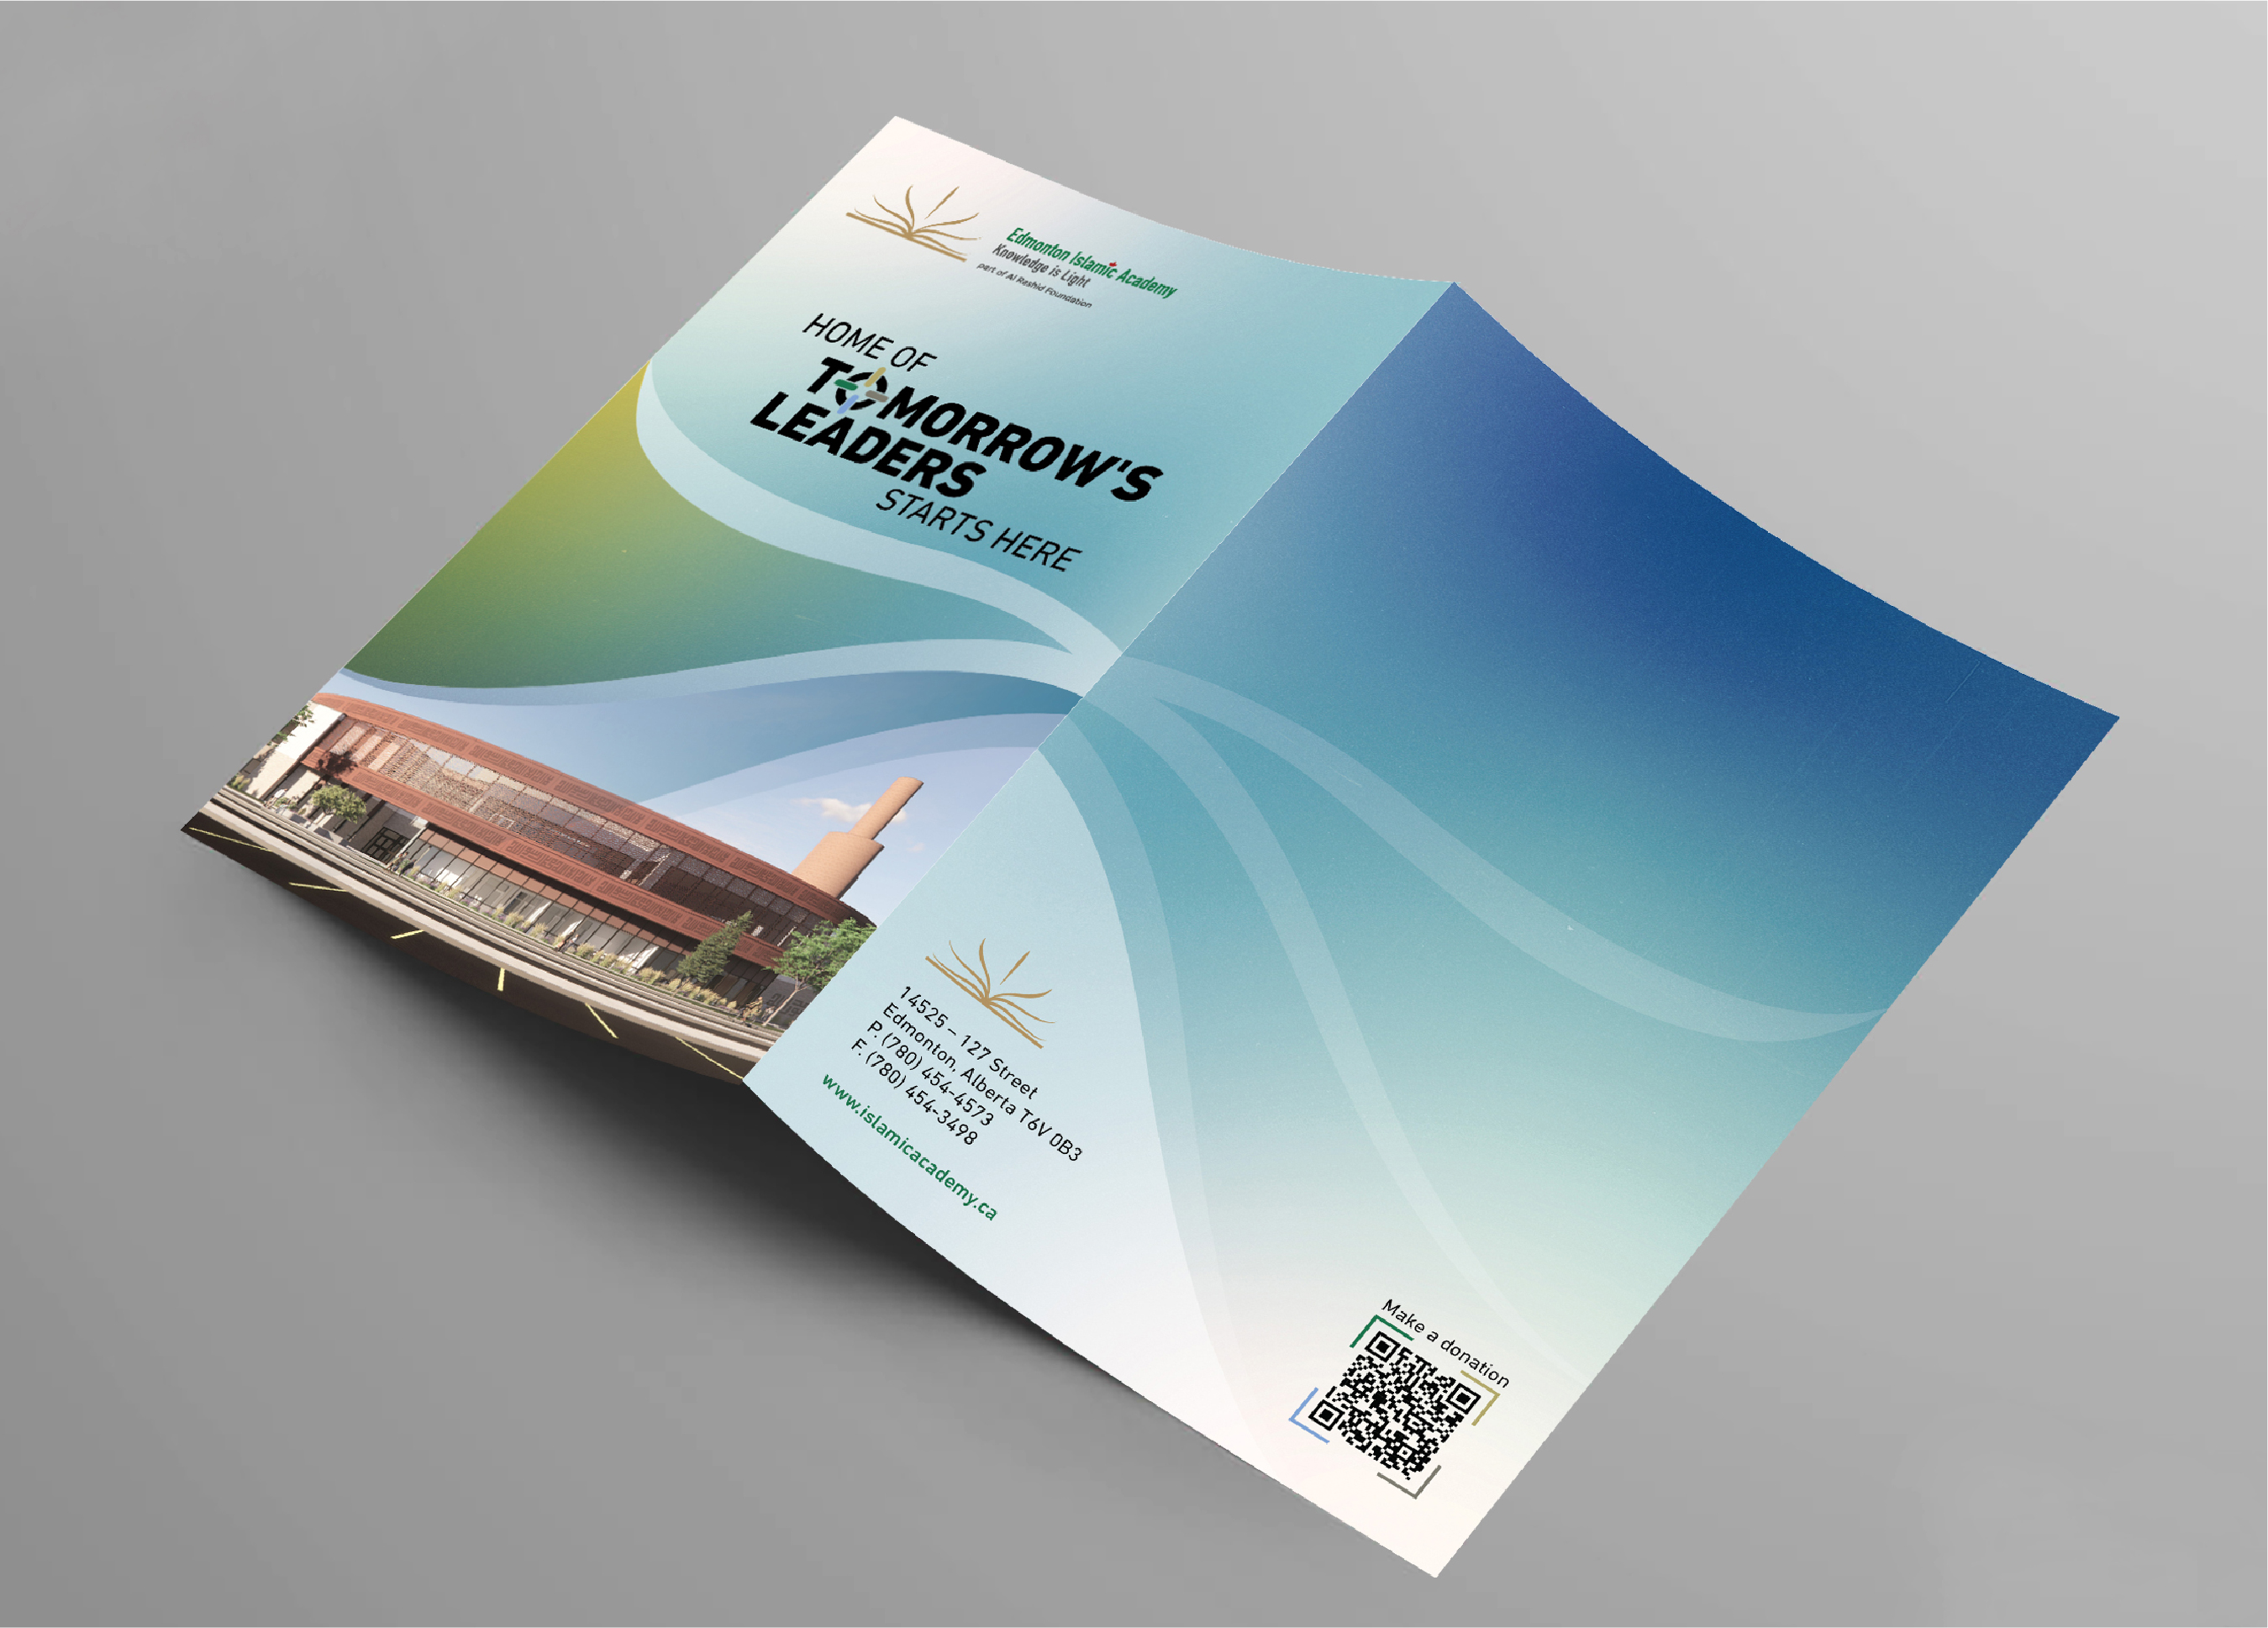 Edmonton Islamic Academy
Knowledge is Light
part of Al Rashid Foundation
HOME OF
TOMORROW'S
LEADERS
STARTS HERE
14525 – 127 Street
Edmonton, Alberta T6V 0B3
P. (780) 454-4573
F. (780) 454-3498
www.islamicacademy.ca
Make a donation